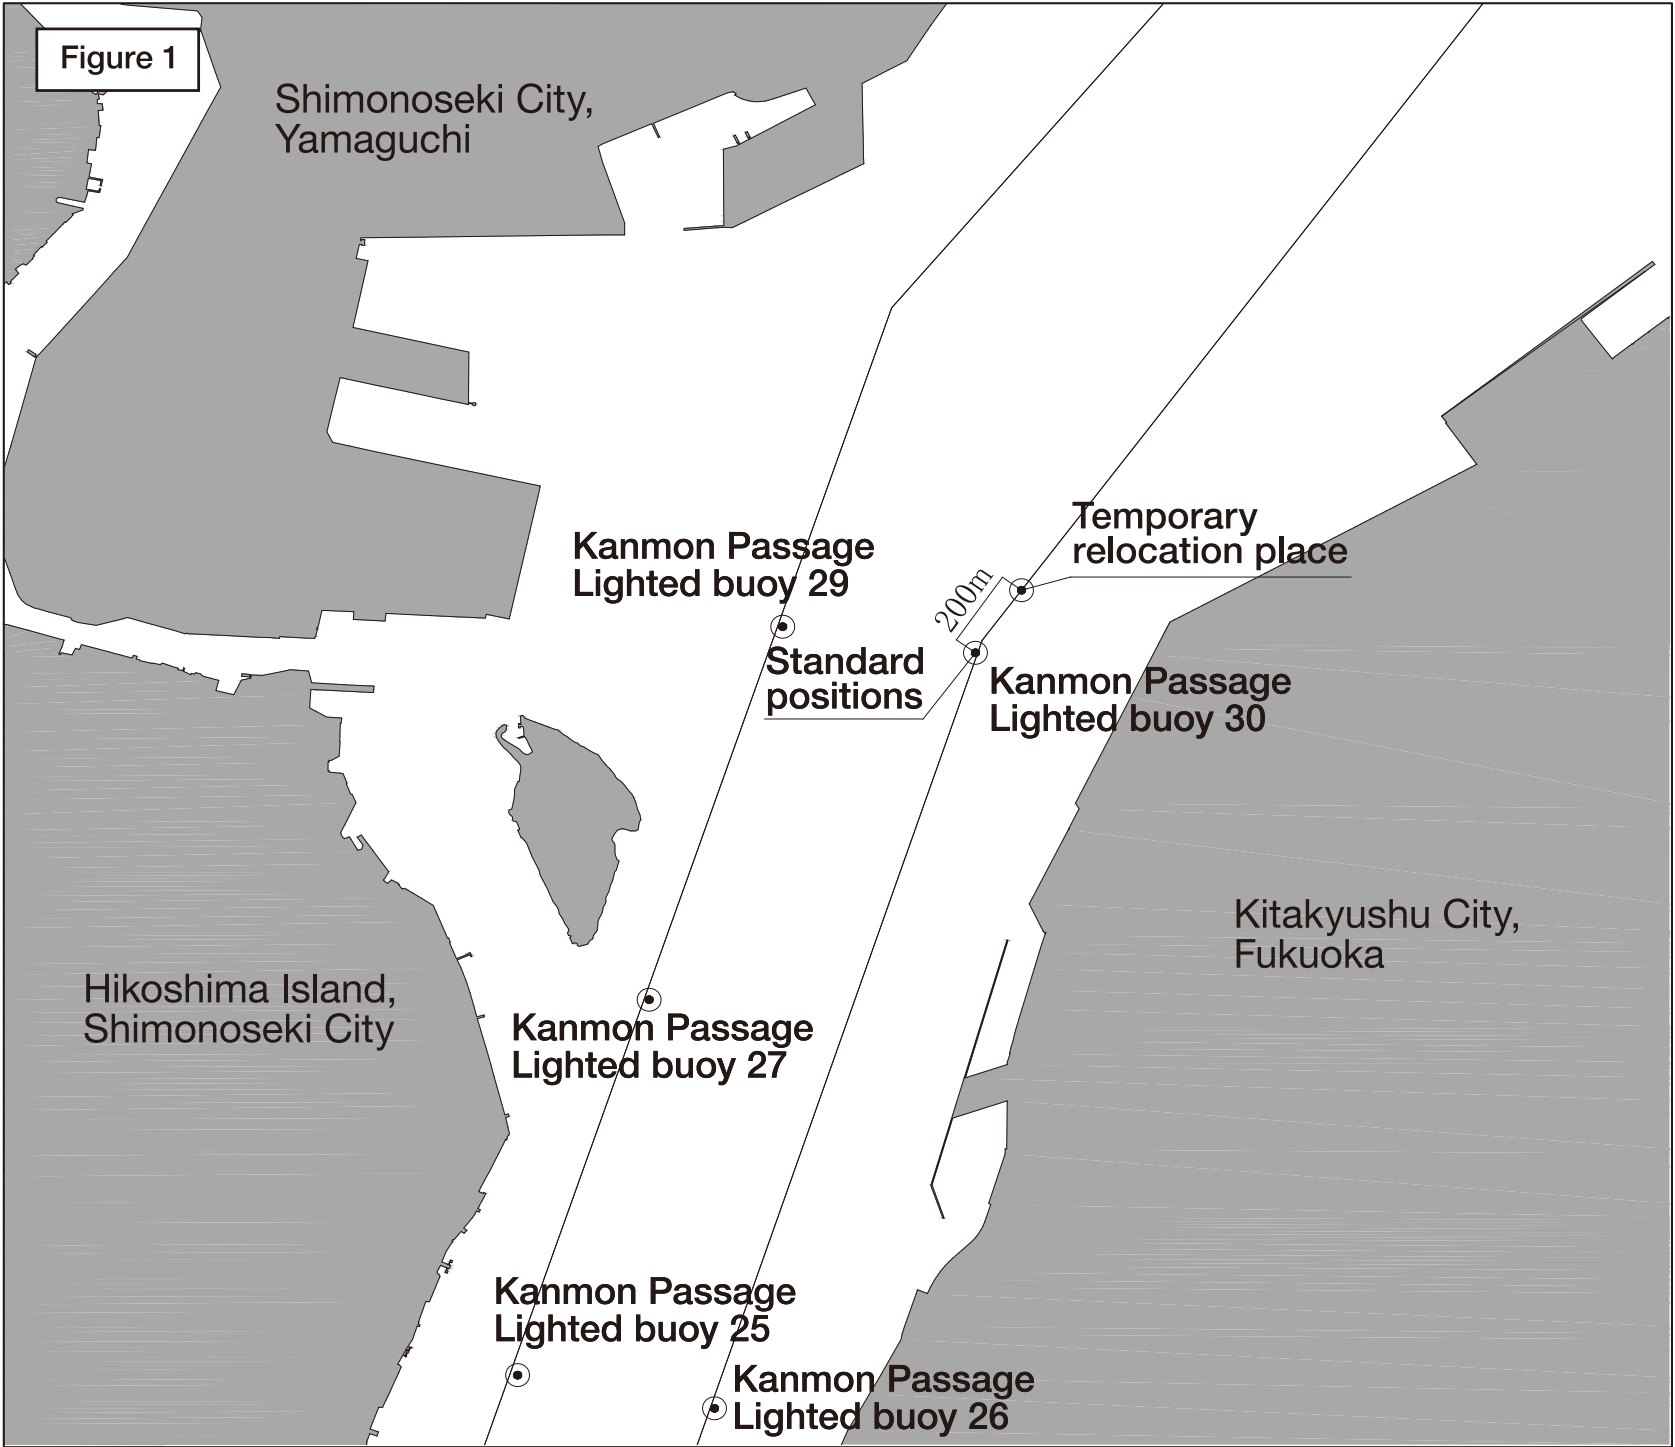 Figure 1
Shimonoseki City,
Yamaguchi
Temporary
relocation place
Kanmon Passage
Lighted buoy 29
200m
Standard
positions
Kanmon Passage
Lighted buoy 30
Kitakyushu City,
Fukuoka
Hikoshima Island,
Shimonoseki City
Kanmon Passage
Lighted buoy 27
Kanmon Passage
Lighted buoy 25
Kanmon Passage
Lighted buoy 26